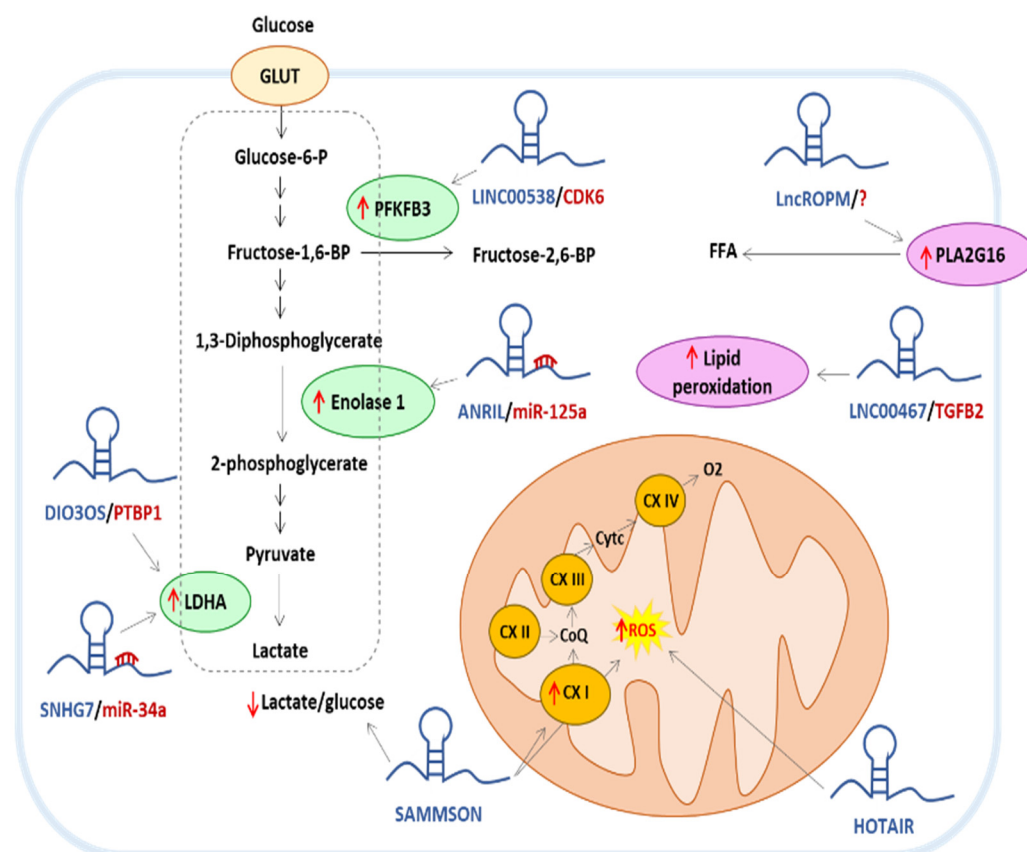 Glucose
GLUT
Glucose-6-P
PFKFB3
LINC00538/CDK6
LncROPM/?
Fructose-1,6-BP
Fructose-2,6-BP
FFA
PLA2G16
1,3-Diphosphoglycerate
Enolase 1
ANRIL/miR-125a
Lipid
peroxidation
LNC00467/TGFB2
2-phosphoglycerate
DIO3OS/PTBP1
Pyruvate
LDHA
Lactate
SNHG7/miR-34a
Lactate/glucose
O2
CX IV
Cytc
CX III
CX II
CoQ
ROS
CX I
SAMMSON
HOTAIR